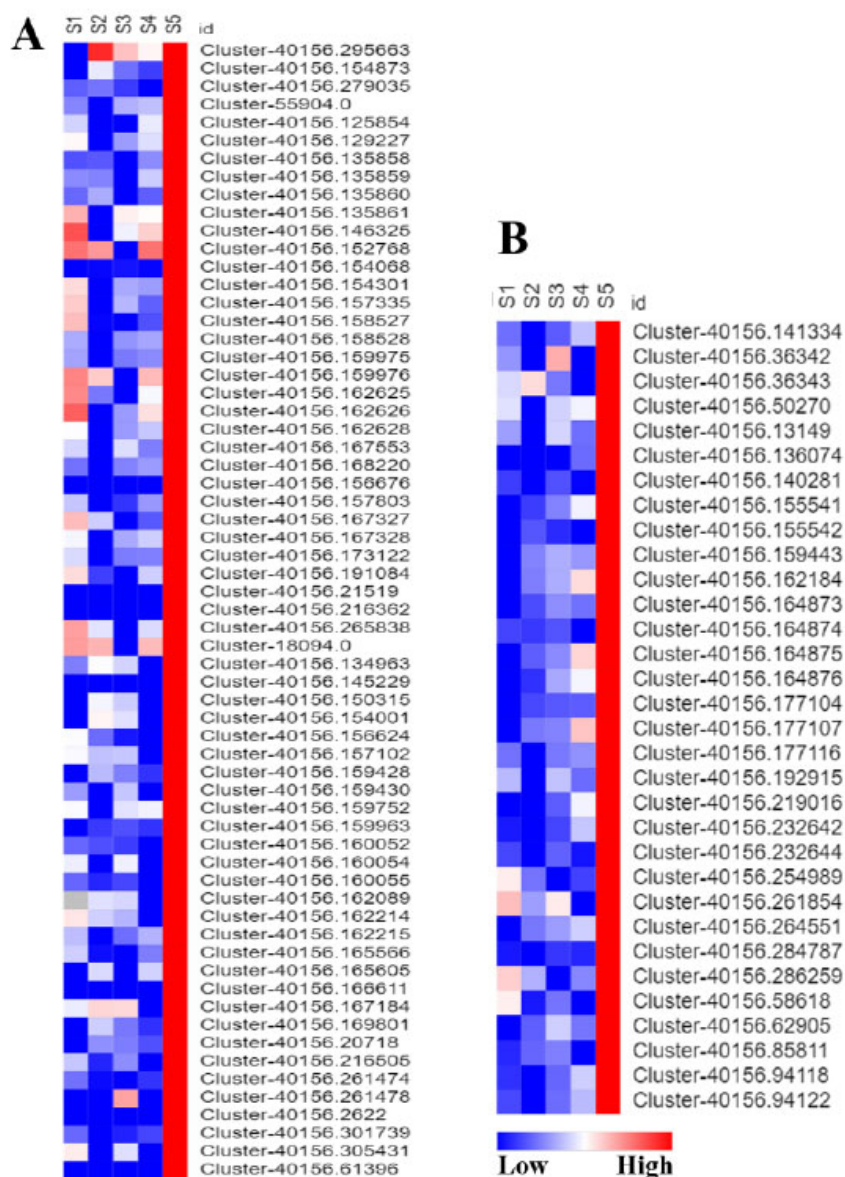 A
S1 S2 S3 S4 S5 id
Cluster-40156.295663
Cluster-40156.154873
Cluster-40156.279035
Cluster-55904.0
Cluster-40156.125854
Cluster-40156.129227
Cluster-40156.135858
Cluster-40156.135859
Cluster-40156.135860
Cluster-40156.135861
Cluster-40156.146325
Cluster-40156.152768
Cluster-40156.154068
Cluster-40156.154301
Cluster-40156.157335
Cluster-40156.158527
Cluster-40156.158528
Cluster-40156.159975
Cluster-40156.159976
Cluster-40156.162625
Cluster-40156.162626
Cluster-40156.162628
Cluster-40156.167553
Cluster-40156.168220
Cluster-40156.156676
Cluster-40156.157803
Cluster-40156.167327
Cluster-40156.167328
Cluster-40156.173122
Cluster-40156.191084
Cluster-40156.21519
Cluster-40156.216362
Cluster-40156.265838
Cluster-18094.0
Cluster-40156.134963
Cluster-40156.145229
Cluster-40156.150315
Cluster-40156.154001
Cluster-40156.156624
Cluster-40156.157102
Cluster-40156.159428
Cluster-40156.159430
Cluster-40156.159752
Cluster-40156.159963
Cluster-40156.160052
Cluster-40156.160054
Cluster-40156.160055
Cluster-40156.162089
Cluster-40156.162214
Cluster-40156.162215
Cluster-40156.165566
Cluster-40156.165605
Cluster-40156.166611
Cluster-40156.167184
Cluster-40156.169801
Cluster-40156.20718
Cluster-40156.216505
Cluster-40156.261474
Cluster-40156.261478
Cluster-40156.2622
Cluster-40156.301739
Cluster-40156.305431
Cluster-40156.61396
B
S1 S2 S3 S4 S5 id
Cluster-40156.141334
Cluster-40156.36342
Cluster-40156.36343
Cluster-40156.50270
Cluster-40156.13149
Cluster-40156.136074
Cluster-40156.140281
Cluster-40156.155541
Cluster-40156.155542
Cluster-40156.159443
Cluster-40156.162184
Cluster-40156.164873
Cluster-40156.164874
Cluster-40156.164875
Cluster-40156.164876
Cluster-40156.177104
Cluster-40156.177107
Cluster-40156.177116
Cluster-40156.192915
Cluster-40156.219016
Cluster-40156.232642
Cluster-40156.232644
Cluster-40156.254989
Cluster-40156.261854
Cluster-40156.264551
Cluster-40156.284787
Cluster-40156.286259
Cluster-40156.58618
Cluster-40156.62905
Cluster-40156.85811
Cluster-40156.94118
Cluster-40156.94122
Low High